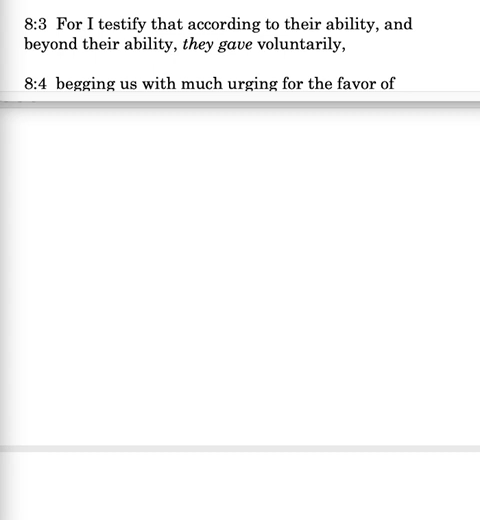 8:3 For I testify that according to their ability, and
beyond their ability, they gave voluntarily,
8:4 begging us with much urging for the favor of